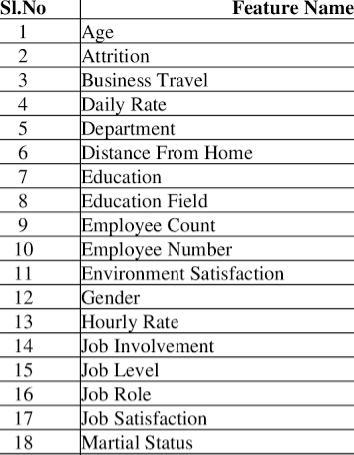 Sl.No Feature Name
1 Age
2 Attrition
3 Business Travel
4 Daily Rate
5 Department
6 Distance From Home
7 Education
8 Education Field
9 Employee Count
10 Employee Number
11 Environment Satisfaction
12 Gender
13 Hourly Rate
14 Job Involvement
15 Job Level
16 Job Role
17 Job Satisfaction
18 Martial Status